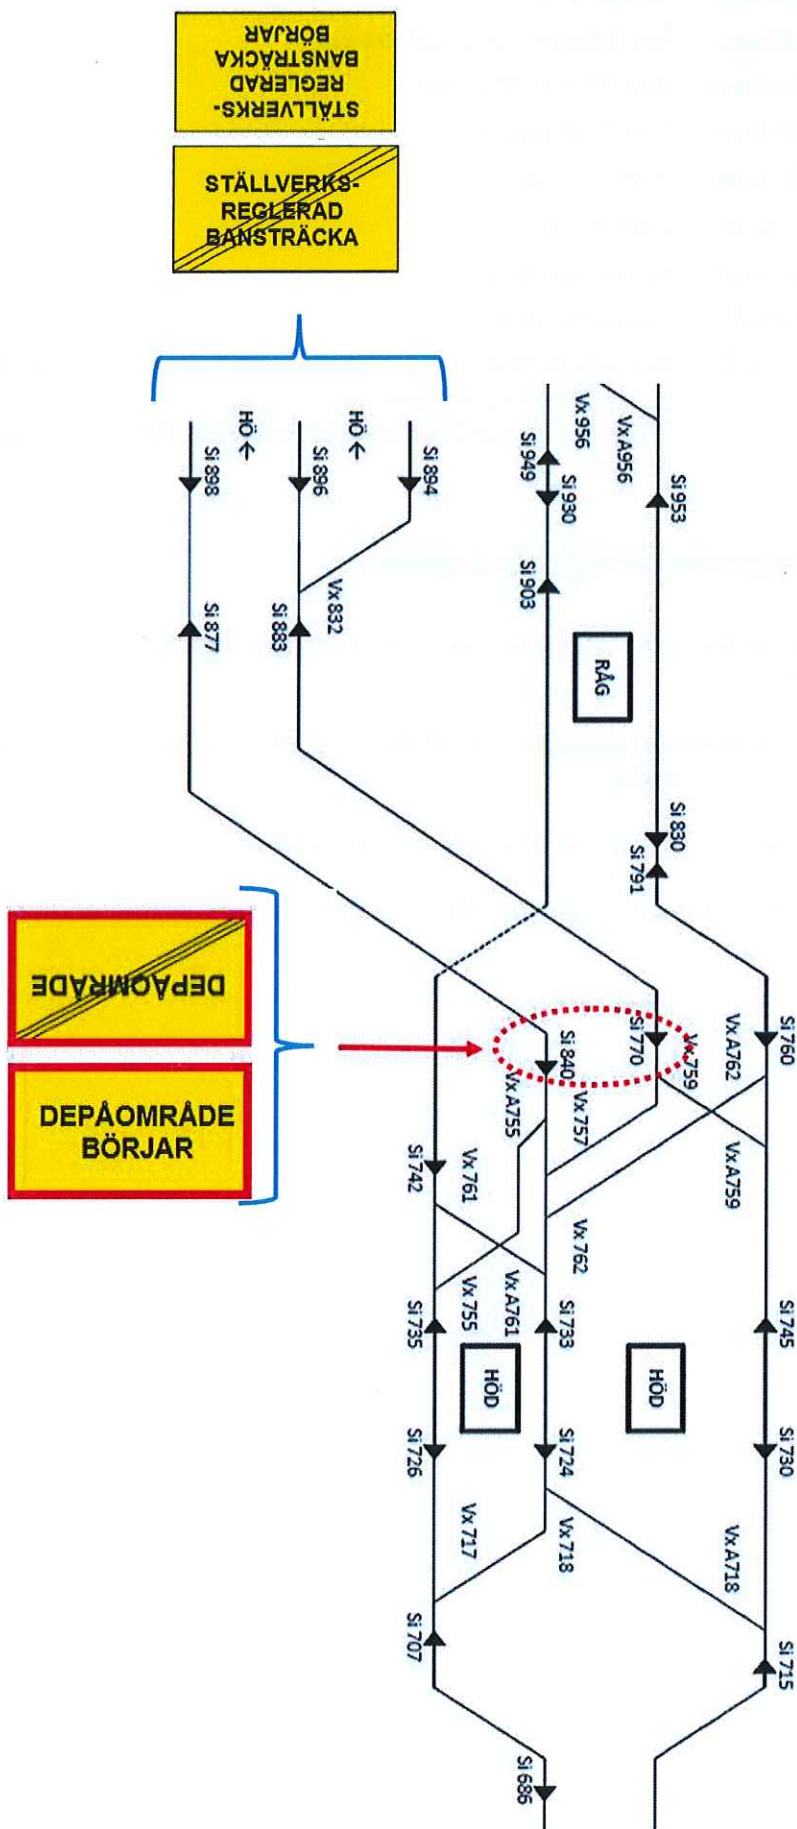 STÄLLVERKS-
REGLERAD
BANSTRÄCKA
BÖRJAR
STÄLLVERKS-
REGLERAD
BANSTRÄCKA
Vx A956
Vx 956
Si 953
Si 949
Si 930
Si 903
RÅG
Si 830
Si 791
HÖ ←
HÖ ←
Si 894
Si 896
Si 898
Vx 832
Si 883
Si 877
Si 760
Vx A762
Vx 759
Si 770
Si 840
Vx A755
Vx 757
Vx A759
Vx 762
Si 742
Vx 761
Vx A761
Vx 755
Si 745
Si 733
Si 735
HÖD
HÖD
Si 730
Si 724
Si 726
Vx A718
Vx 718
Vx 717
Si 715
Si 707
Si 686
DEPÅOMRÅDE
DEPÅOMRÅDE
BÖRJAR